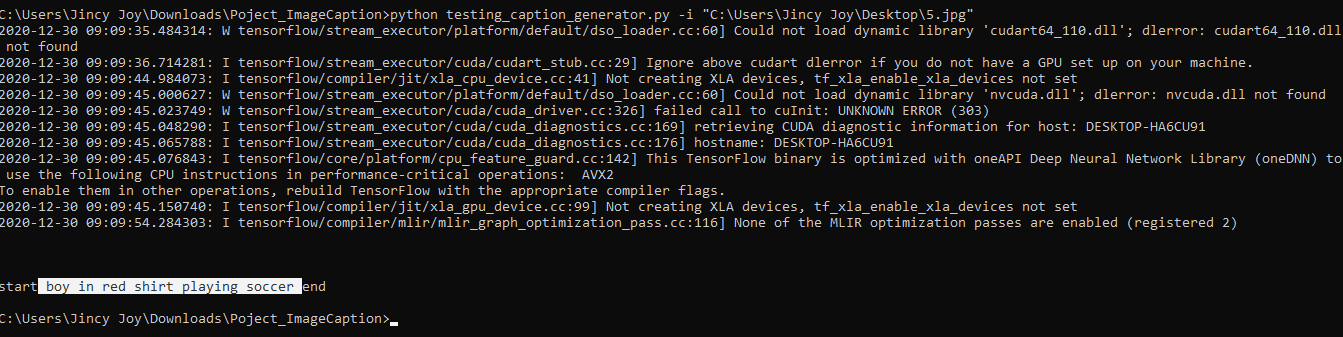 C:\Users\Jincy Joy\Downloads\Poject_ImageCaption>python testing_caption_generator.py -i "C:\Users\Jincy Joy\Desktop\5.jpg"
2020-12-30 09:09:35.484314: W tensorflow/stream_executor/platform/default/dso_loader.cc:60] Could not load dynamic library 'cudart64_110.dll'; dlerror: cudart64_110.dll
not found
2020-12-30 09:09:36.714281: I tensorflow/stream_executor/cuda/cudart_stub.cc:29] Ignore above cudart dlerror if you do not have a GPU set up on your machine.
2020-12-30 09:09:44.984073: I tensorflow/compiler/jit/xla_cpu_device.cc:41] Not creating XLA devices, tf_xla_enable_xla_devices not set
2020-12-30 09:09:45.000627: W tensorflow/stream_executor/platform/default/dso_loader.cc:60] Could not load dynamic library 'nvcuda.dll'; dlerror: nvcuda.dll not found
2020-12-30 09:09:45.023749: W tensorflow/stream_executor/cuda/cuda_driver.cc:326] failed call to cuInit: UNKNOWN ERROR (303)
2020-12-30 09:09:45.048290: I tensorflow/stream_executor/cuda/cuda_diagnostics.cc:169] retrieving CUDA diagnostic information for host: DESKTOP-HA6CU91
2020-12-30 09:09:45.065788: I tensorflow/stream_executor/cuda/cuda_diagnostics.cc:176] hostname: DESKTOP-HA6CU91
2020-12-30 09:09:45.076843: I tensorflow/core/platform/cpu_feature_guard.cc:142] This TensorFlow binary is optimized with oneAPI Deep Neural Network Library (oneDNN) to
use the following CPU instructions in performance-critical operations:  AVX2
To enable them in other operations, rebuild TensorFlow with the appropriate compiler flags.
2020-12-30 09:09:45.150740: I tensorflow/compiler/jit/xla_gpu_device.cc:99] Not creating XLA devices, tf_xla_enable_xla_devices not set
2020-12-30 09:09:54.284303: I tensorflow/compiler/mlir/mlir_graph_optimization_pass.cc:116] None of the MLIR optimization passes are enabled (registered 2)
start boy in red shirt playing soccer end
C:\Users\Jincy Joy\Downloads\Poject_ImageCaption>